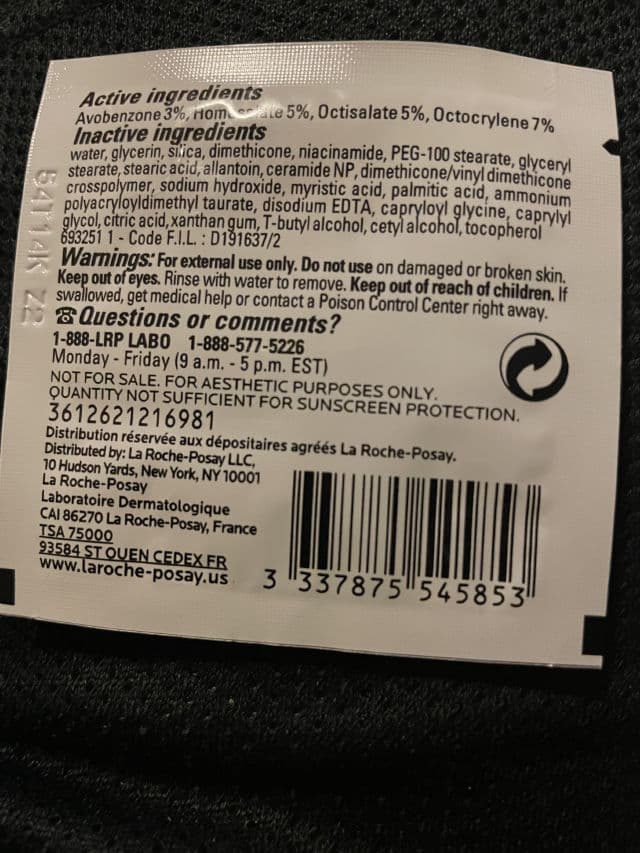 Active ingredients
Avobenzone 3%, 5%, Octisalate 5%, Octocrylene 7%
Inactive ingredients
water, glycerin, silica, dimethicone, niacinamide, PEG-100 stearate, glyceryl
stearate, stearic acid, allantoin, ceramide NP, dimethicone/vinyl dimethicone
crosspolymer, sodium hydroxide, myristic acid, palmitic acid, ammonium
polyacryloyldimethyl taurate, disodium EDTA, capryloyl glycine, caprylyl
glycol, citric acid, xanthan gum, T-butyl alcohol, cetyl alcohol, tocopherol
693251 1 - Code F.I.L. : D191637/2
Warnings: For external use only. Do not use on damaged or broken skin.
Keep out of eyes. Rinse with water to remove. Keep out of reach of children. If
swallowed, get medical help or contact a Poison Control Center right away.
☎ Questions or comments?
1-888-LRP LABO 1-888-577-5226
Monday - Friday (9 a.m. - 5 p.m. EST)
NOT FOR SALE. FOR AESTHETIC PURPOSES ONLY.
QUANTITY NOT SUFFICIENT FOR SUNSCREEN PROTECTION.
3612621216981
Distribution réservée aux dépositaires agréés La Roche-Posay.
Distributed by: La Roche-Posay LLC,
10 Hudson Yards, New York, NY 10001
La Roche-Posay
Laboratoire Dermatologique
CAI 86270 La Roche-Posay, France
TSA 75000
93584 ST OUEN CEDEX FR
www.laroche-posay.us
3 337875 545853